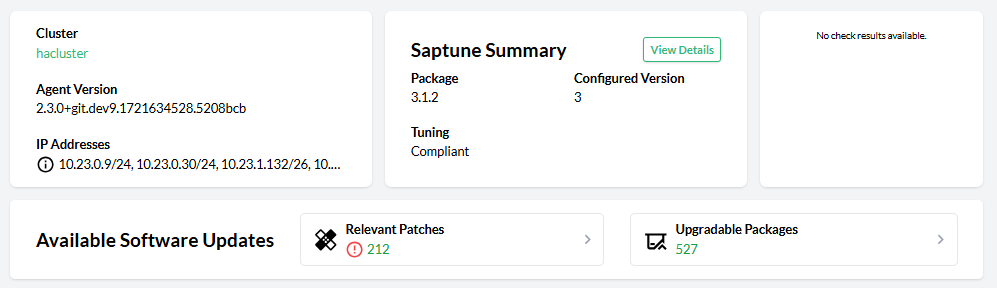 Cluster
hacluster
Agent Version
2.3.0+git.dev9.1721634528.5208bcb
IP Addresses
10.23.0.9/24, 10.23.0.30/24, 10.23.1.132/26, 10....
Saptune Summary
View Details
Package
Configured Version
3.1.2
3
Tuning
Compliant
No check results available.
Available Software Updates
Relevant Patches
212
Upgradable Packages
527